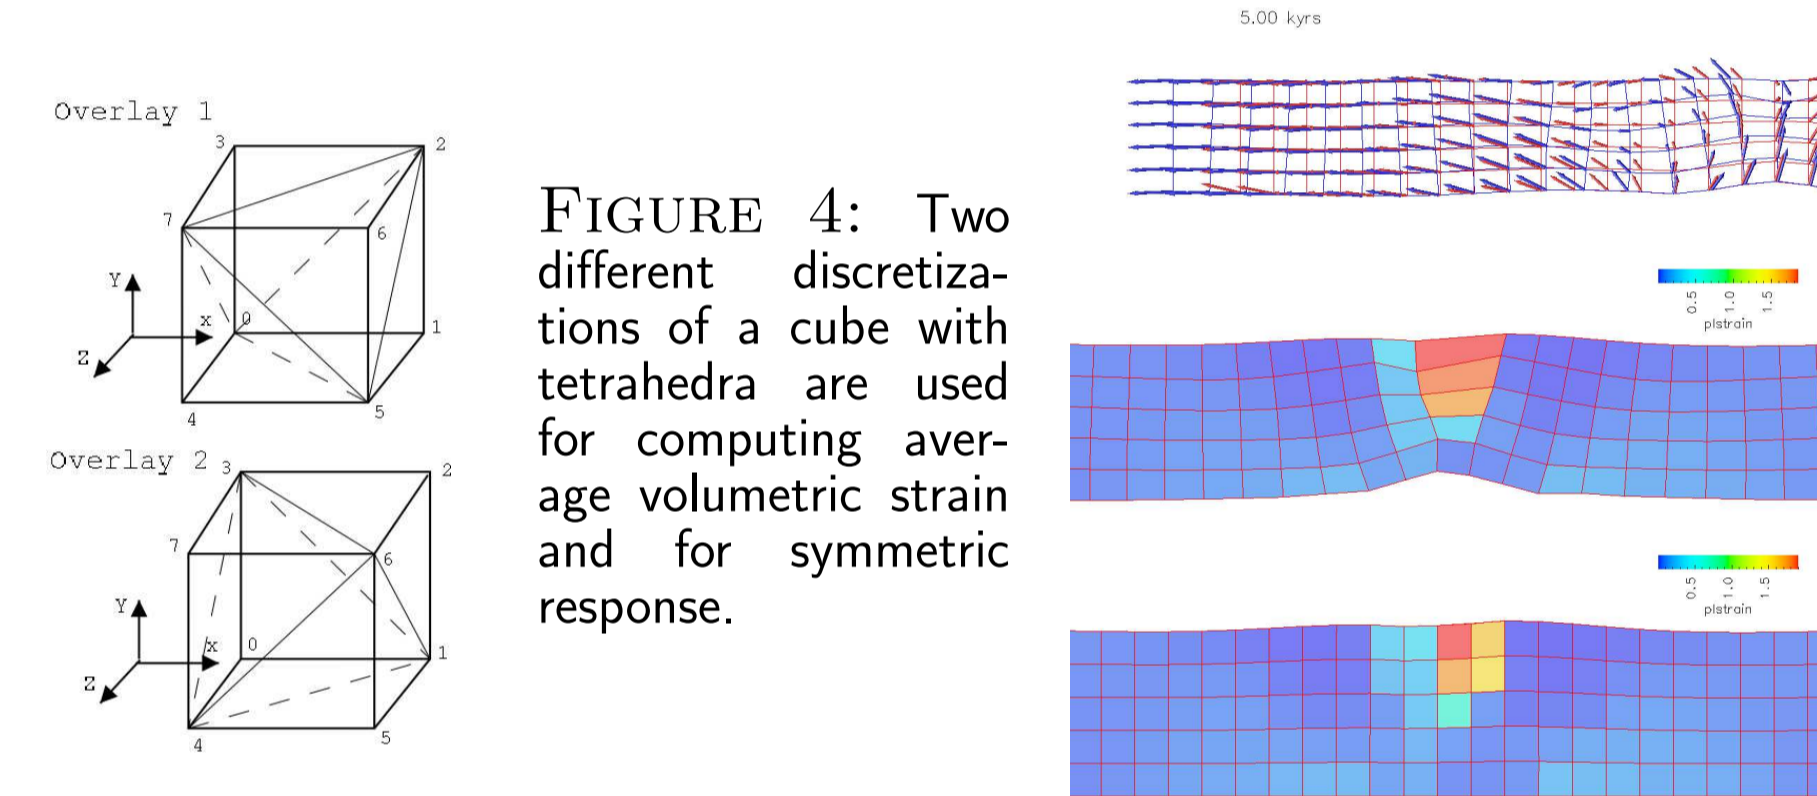 Overlay 1
3
2
7
6
Y
x
0
1
Z
4
5
Overlay 2
3
2
7
6
Y
x
0
1
Z
4
5
FIGURE 4: Two
different discretiza-
tions of a cube with
tetrahedra are used
for computing aver-
age volumetric strain
and for symmetric
response.
5.00 kyrs
0.5 1.0 1.5
plstrain
0.5 1.0 1.5
plstrain